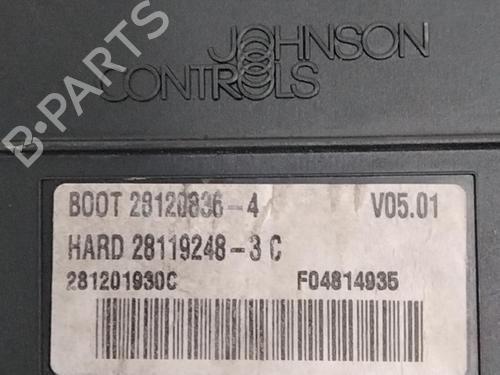 JOHNSON
CONTROLS
B-PARTS
BOOT 28120836-4 V05.01
HARD 28119248-3 C
281201930C F04814935